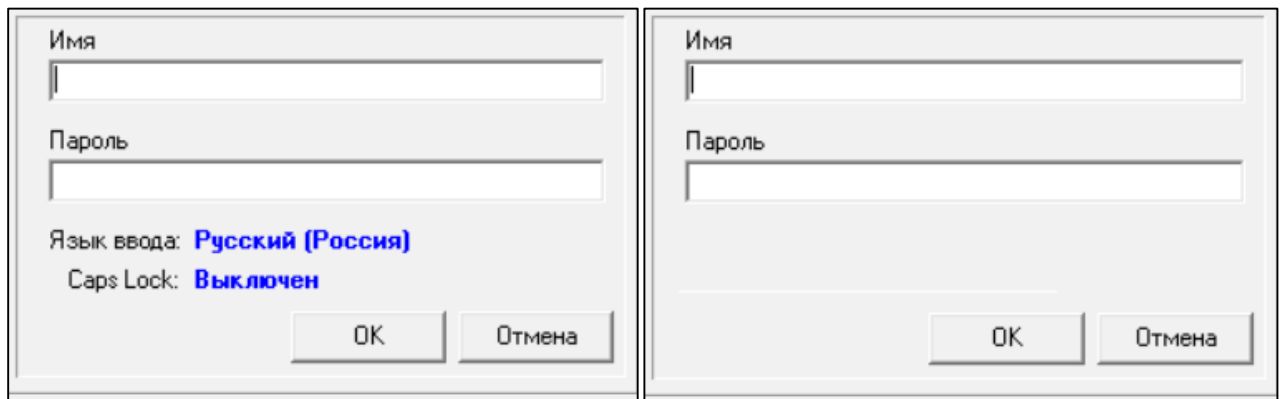 Имя
Пароль
Язык ввода: Русский (Россия)
Caps Lock: Выключен
OK Отмена
Имя
Пароль
OK Отмена